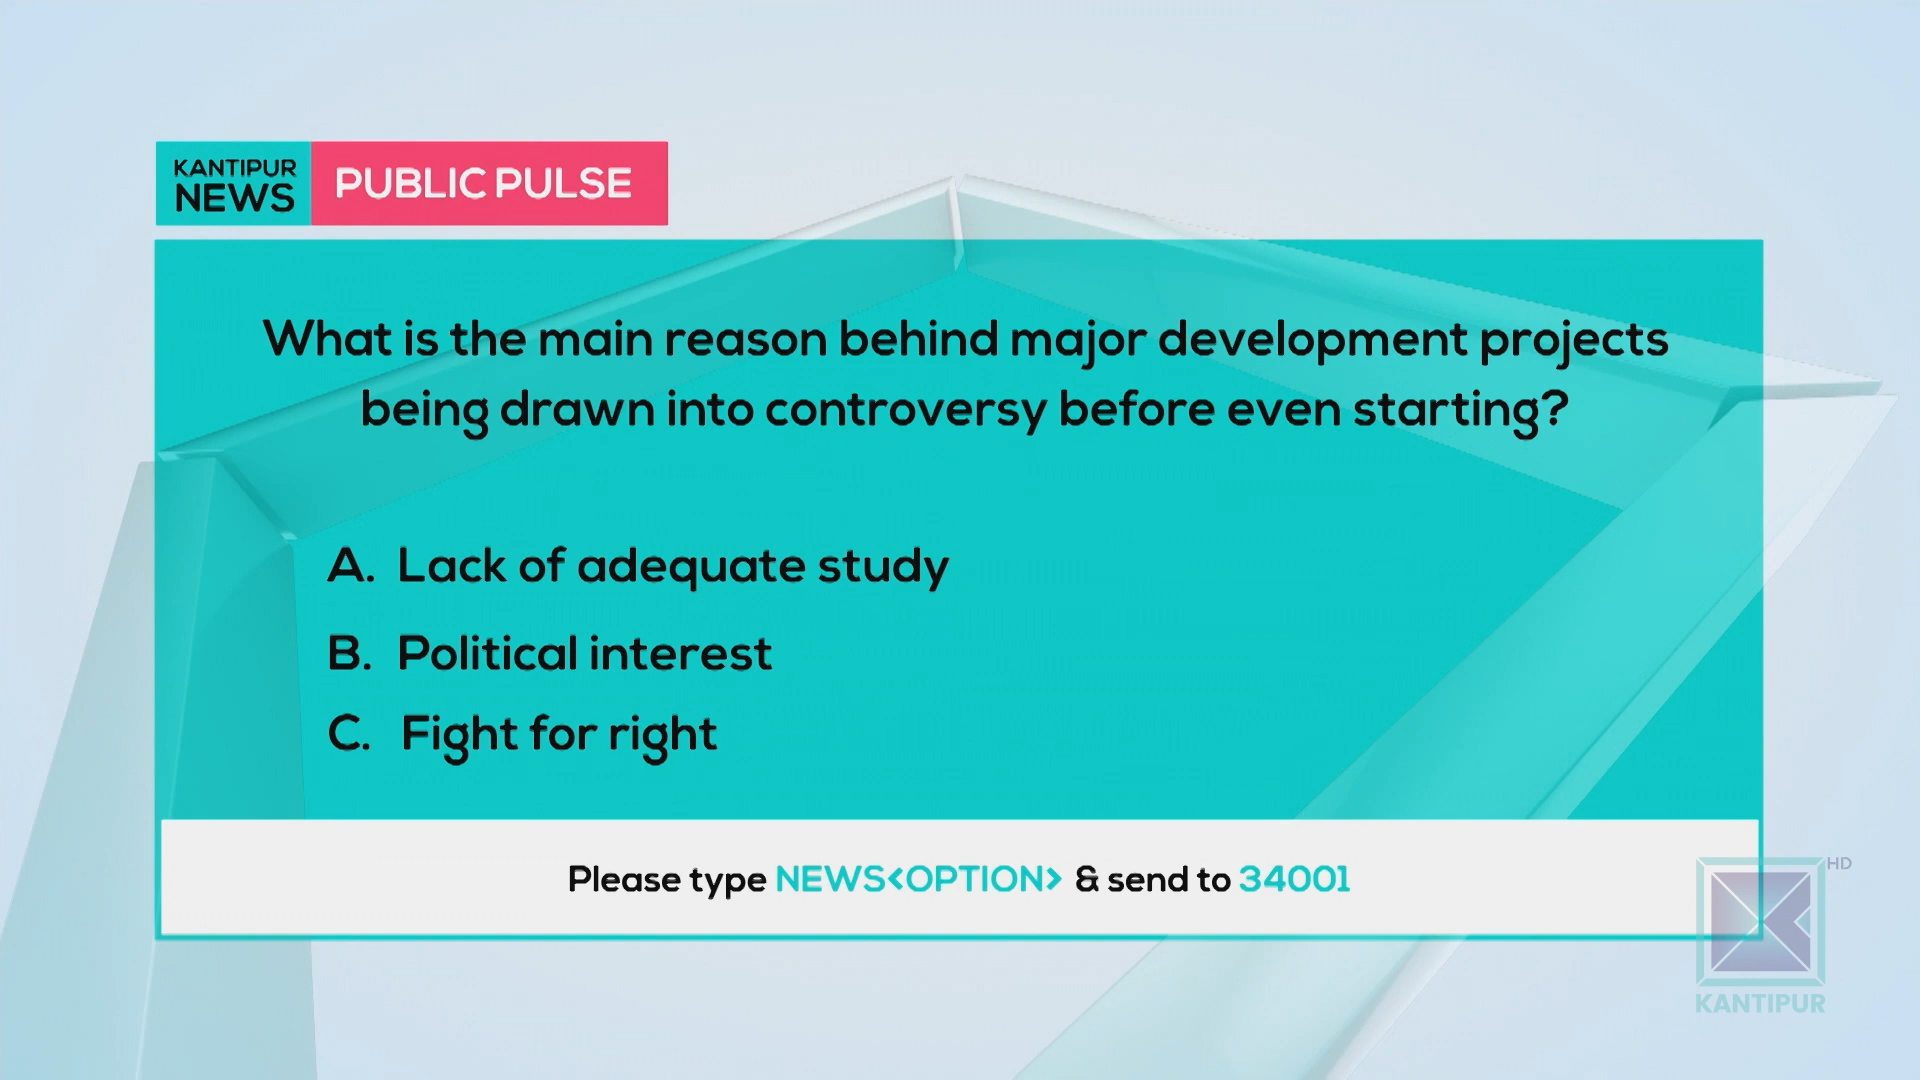 KANTIPUR
NEWS
PUBLIC PULSE
What is the main reason behind major development projects
being drawn into controversy before even starting?
A. Lack of adequate study
B. Political interest
C. Fight for right
Please type NEWS<OPTION> & send to 34001
HD
KANTIPUR